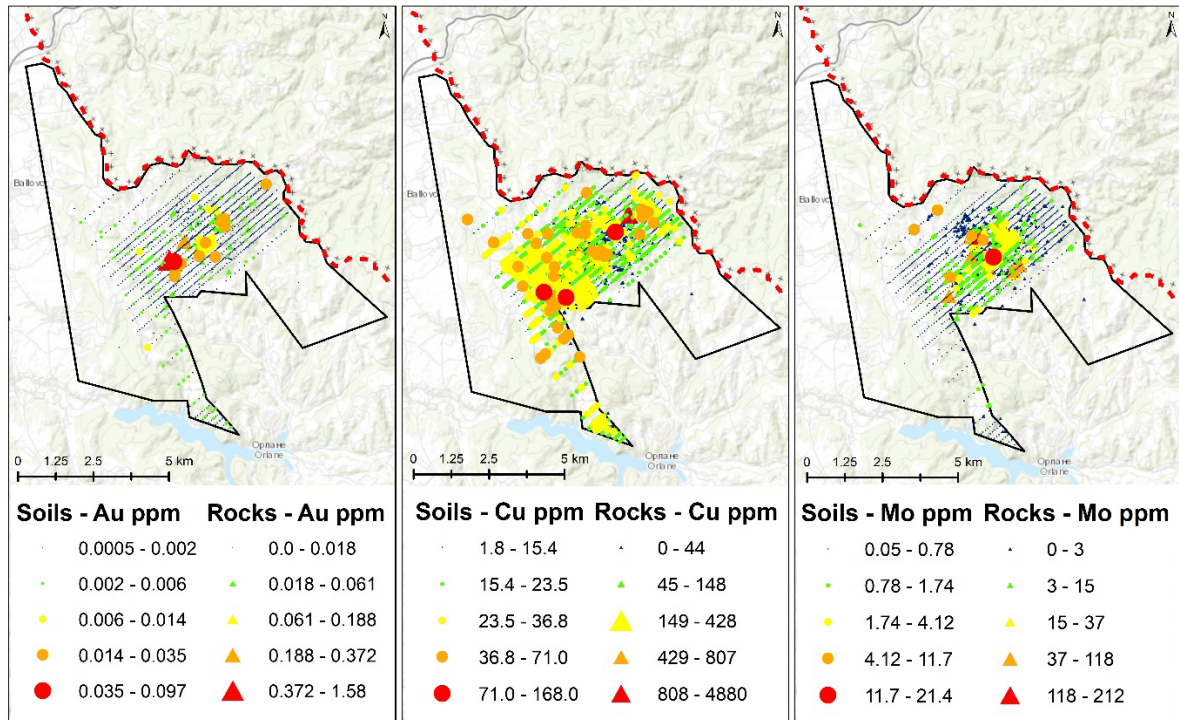 N
Ballovc
Орлане
Orlane
0 1.25 2.5 5 km
Soils - Au ppm Rocks - Au ppm
0.0005 - 0.002 0.0 - 0.018
0.002 - 0.006 0.018 - 0.061
0.006 - 0.014 0.061 - 0.188
0.014 - 0.035 0.188 - 0.372
0.035 - 0.097 0.372 - 1.58
N
Ballovc
Орлане
Orlane
0 1.25 2.5 5 km
Soils - Cu ppm Rocks - Cu ppm
1.8 - 15.4 0 - 44
15.4 - 23.5 45 - 148
23.5 - 36.8 149 - 428
36.8 - 71.0 429 - 807
71.0 - 168.0 808 - 4880
N
Ballovc
Орлане
Orlane
0 1.25 2.5 5 km
Soils - Mo ppm Rocks - Mo ppm
0.05 - 0.78 0 - 3
0.78 - 1.74 3 - 15
1.74 - 4.12 15 - 37
4.12 - 11.7 37 - 118
11.7 - 21.4 118 - 212